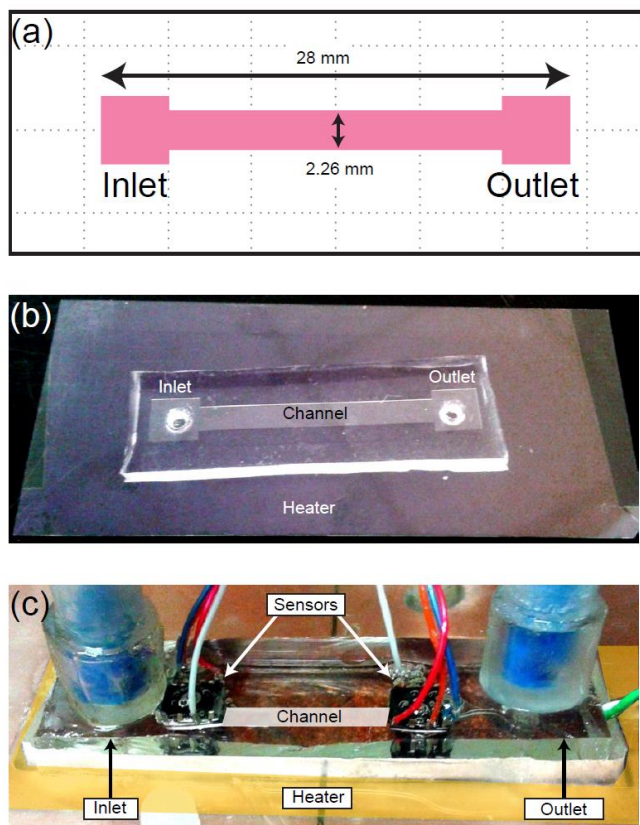 (a)
28 mm
2.26 mm
Inlet
Outlet
(b)
Inlet
Outlet
Channel
Heater
(c)
Sensors
Channel
Inlet
Heater
Outlet